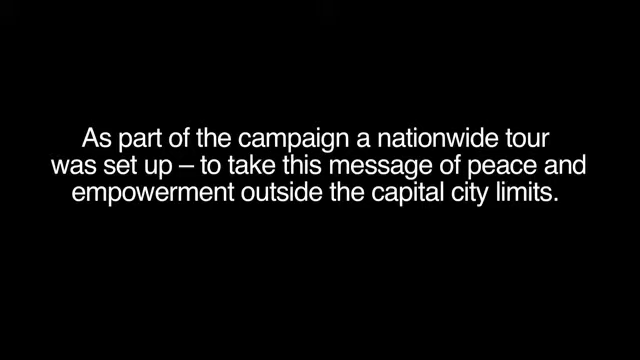 As part of the campaign a nationwide tour
was set up – to take this message of peace and
empowerment outside the capital city limits.